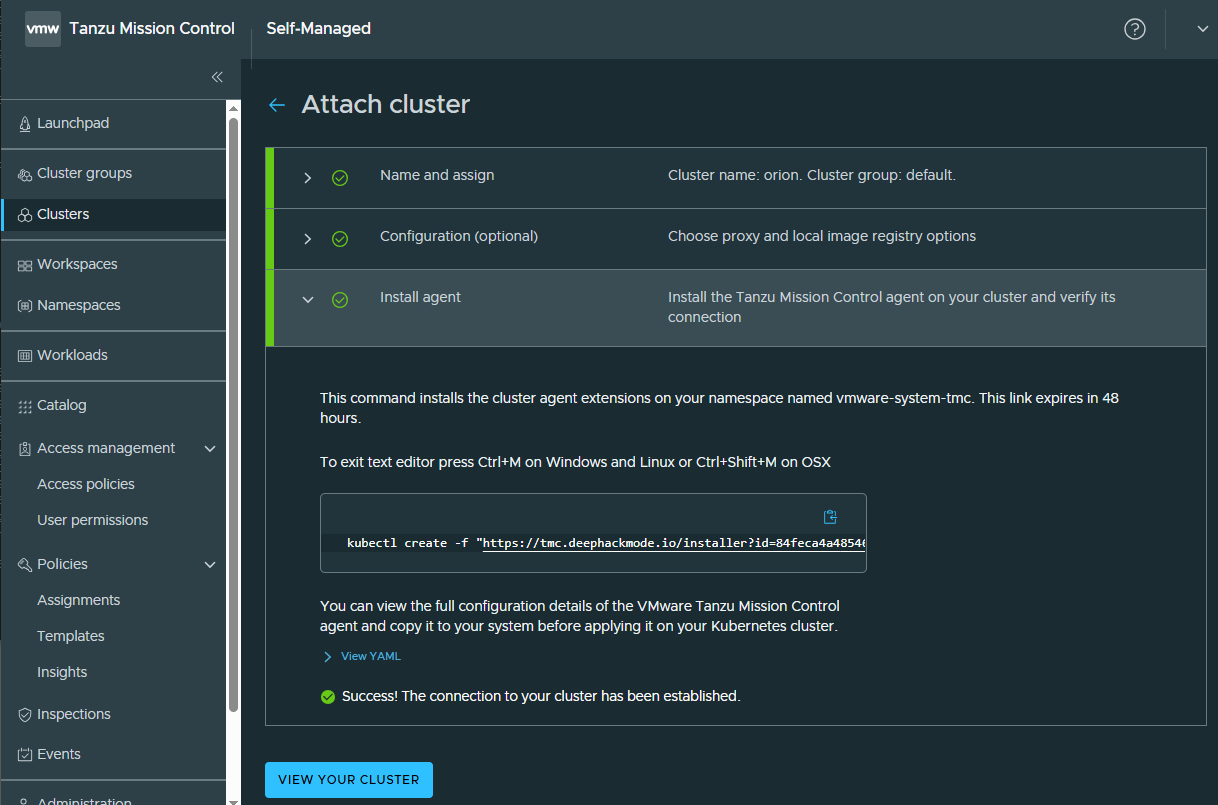 vmw Tanzu Mission Control Self-Managed
Attach cluster
Launchpad
Cluster groups
Clusters
Workspaces
Namespaces
Workloads
Catalog
Access management
Access policies
User permissions
Policies
Assignments
Templates
Insights
Inspections
Events
Administration
Name and assign Cluster name: orion. Cluster group: default.
Configuration (optional) Choose proxy and local image registry options
Install agent Install the Tanzu Mission Control agent on your cluster and verify its
connection
This command installs the cluster agent extensions on your namespace named vmware-system-tmc. This link expires in 48
hours.
To exit text editor press Ctrl+M on Windows and Linux or Ctrl+Shift+M on OSX
kubectl create -f "https://tmc.deephackmode.io/installer?id=84feca4a4854
You can view the full configuration details of the VMware Tanzu Mission Control
agent and copy it to your system before applying it on your Kubernetes cluster.
View YAML
Success! The connection to your cluster has been established.
VIEW YOUR CLUSTER